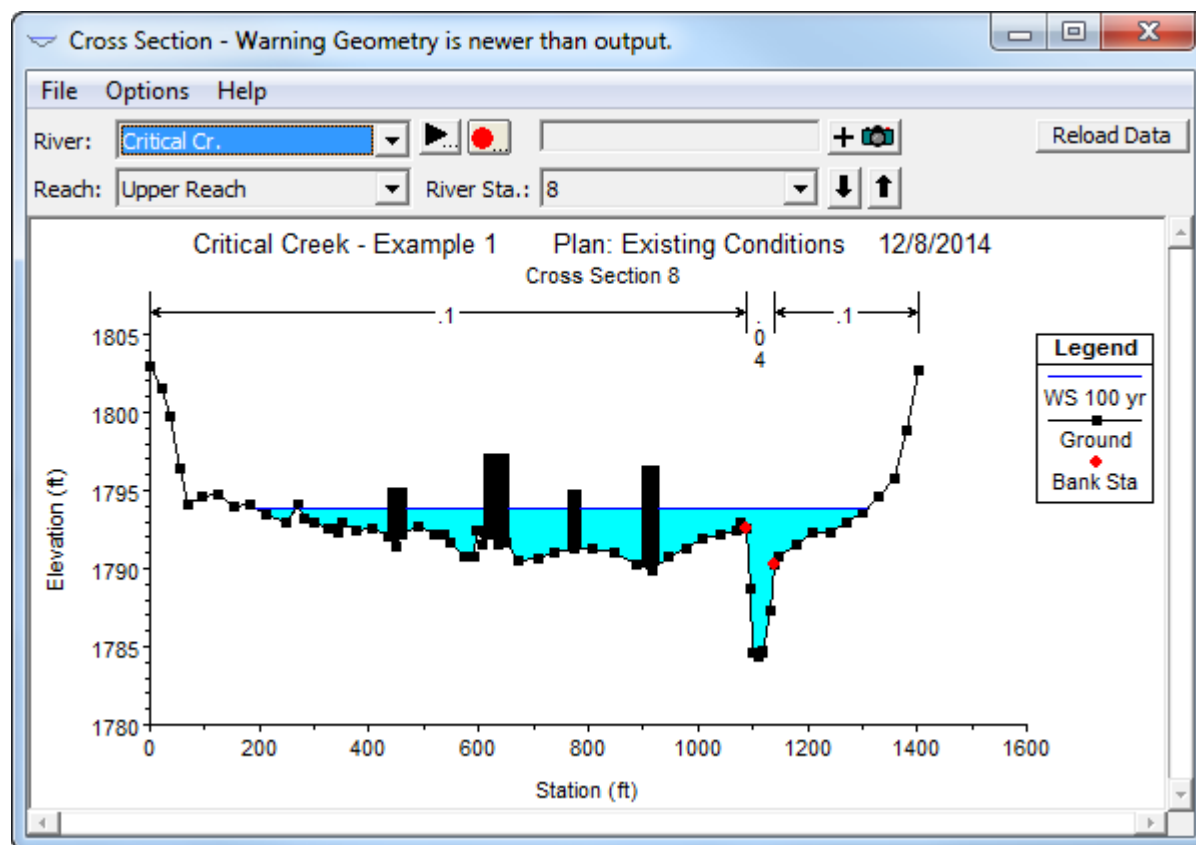 Cross Section - Warning Geometry is newer than output.
File Options Help
River: Critical Cr. ... ... Reload Data
Reach: Upper Reach River Sta.: 8
Critical Creek - Example 1 Plan: Existing Conditions 12/8/2014
Cross Section 8
.1 .04 .1
Elevation (ft)
1805
1800
1795
1790
1785
1780
0 200 400 600 800 1000 1200 1400 1600
Station (ft)
Legend
WS 100 yr
Ground
Bank Sta